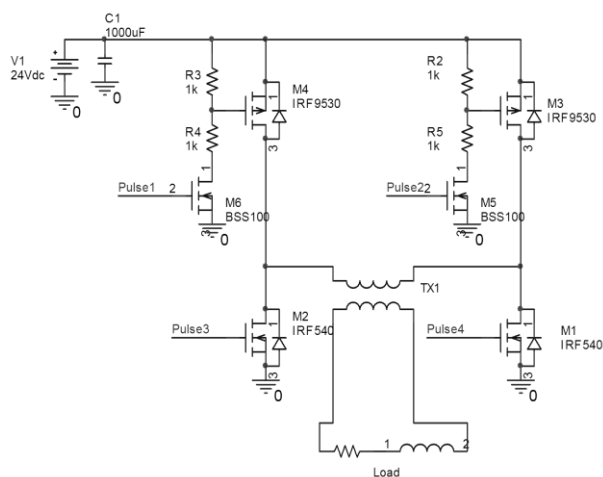 C1
1000uF
V1
24Vdc
+
-
0
0
R3
1k
M4
IRF9530
1
3
R4
1k
1
Pulse1
2
M6
BSS100
3
0
R2
1k
M3
IRF9530
1
3
R5
1k
1
Pulse2
2
M5
BSS100
3
0
TX1
Pulse3
M2
IRF540
1
3
0
Pulse4
M1
IRF540
1
3
0
1
2
Load